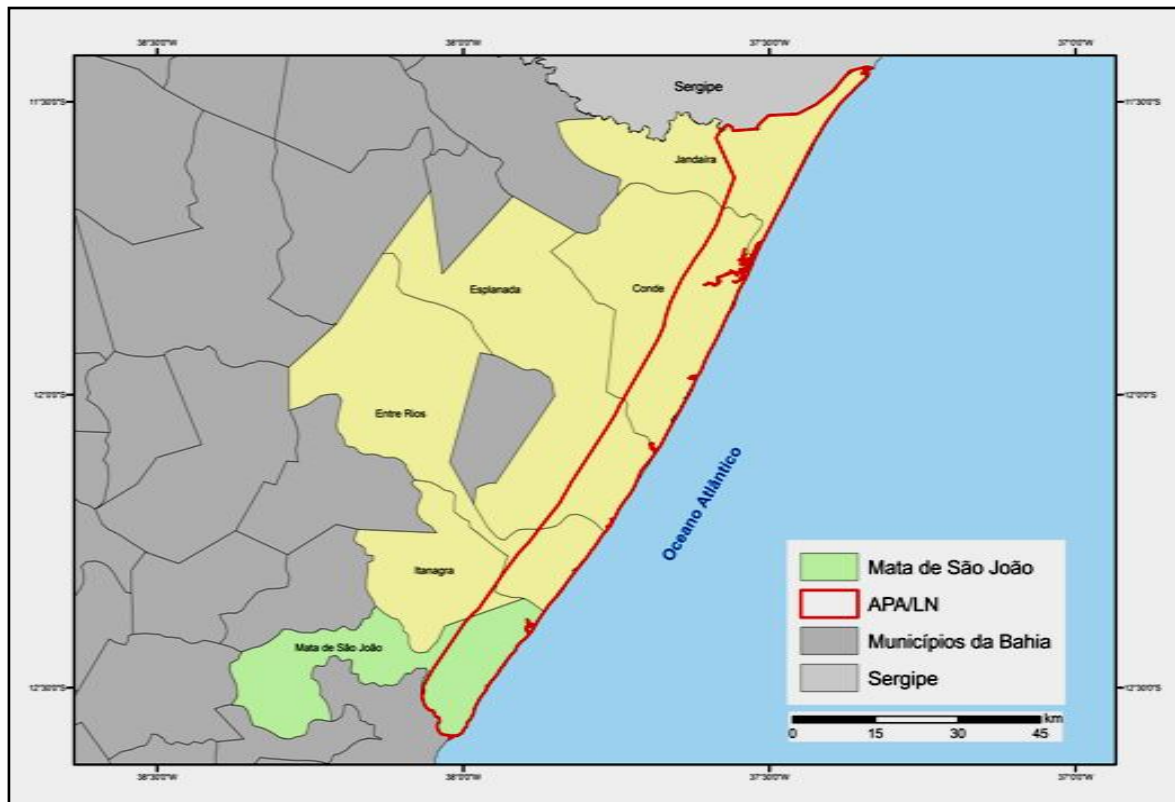 38°30'0"W 38°0'0"W 37°30'0"W 37°0'0"W
11°30'0"S 11°30'0"S
Sergipe
Jandaíra
Esplanada
Conde
12°0'0"S 12°0'0"S
Entre Rios
Oceano Atlântico
Itanagra
Mata de São João
12°30'0"S 12°30'0"S
Mata de São João
APA/LN
Municípios da Bahia
Sergipe
km
0 15 30 45
38°30'0"W 38°0'0"W 37°30'0"W 37°0'0"W